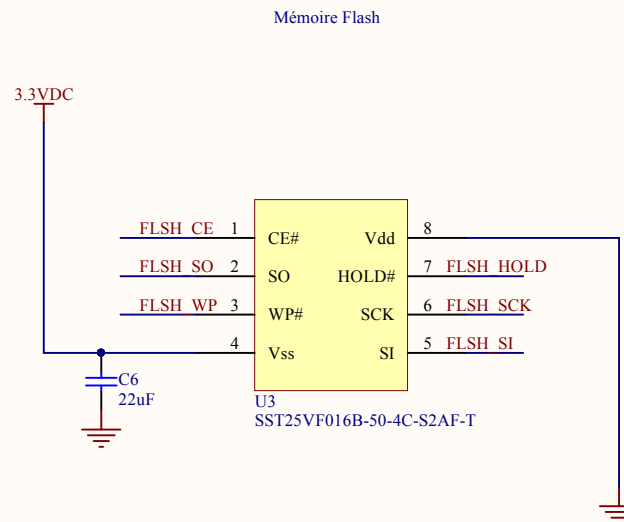 Mémoire Flash
3.3VDC
FLSH_CE 1 CE# Vdd 8
FLSH_SO 2 SO HOLD# 7 FLSH_HOLD
FLSH_WP 3 WP# SCK 6 FLSH_SCK
4 Vss SI 5 FLSH_SI
C6
22uF
U3
SST25VF016B-50-4C-S2AF-T